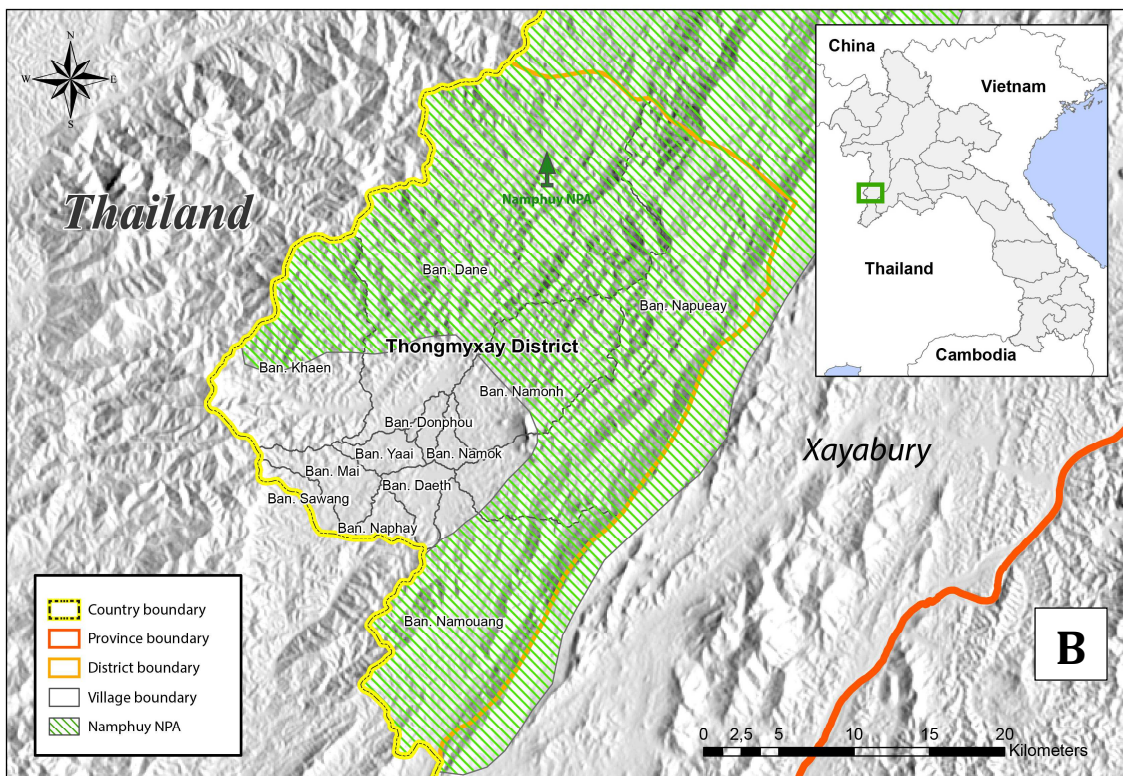 N
W
E
S
Thailand
Namphuy NPA
Ban. Dane
Ban. Napueay
Thongmyxay District
Ban. Khaen
Ban. Namonh
Ban. Donphou
Ban. Yaai
Ban. Namok
Ban. Mai
Ban. Daeth
Ban. Sawang
Ban. Naphay
Ban. Namouang
Xayabury
China
Vietnam
Thailand
Cambodia
Country boundary
Province boundary
District boundary
Village boundary
Namphuy NPA
B
0 2,5 5 10 15 20
Kilometers